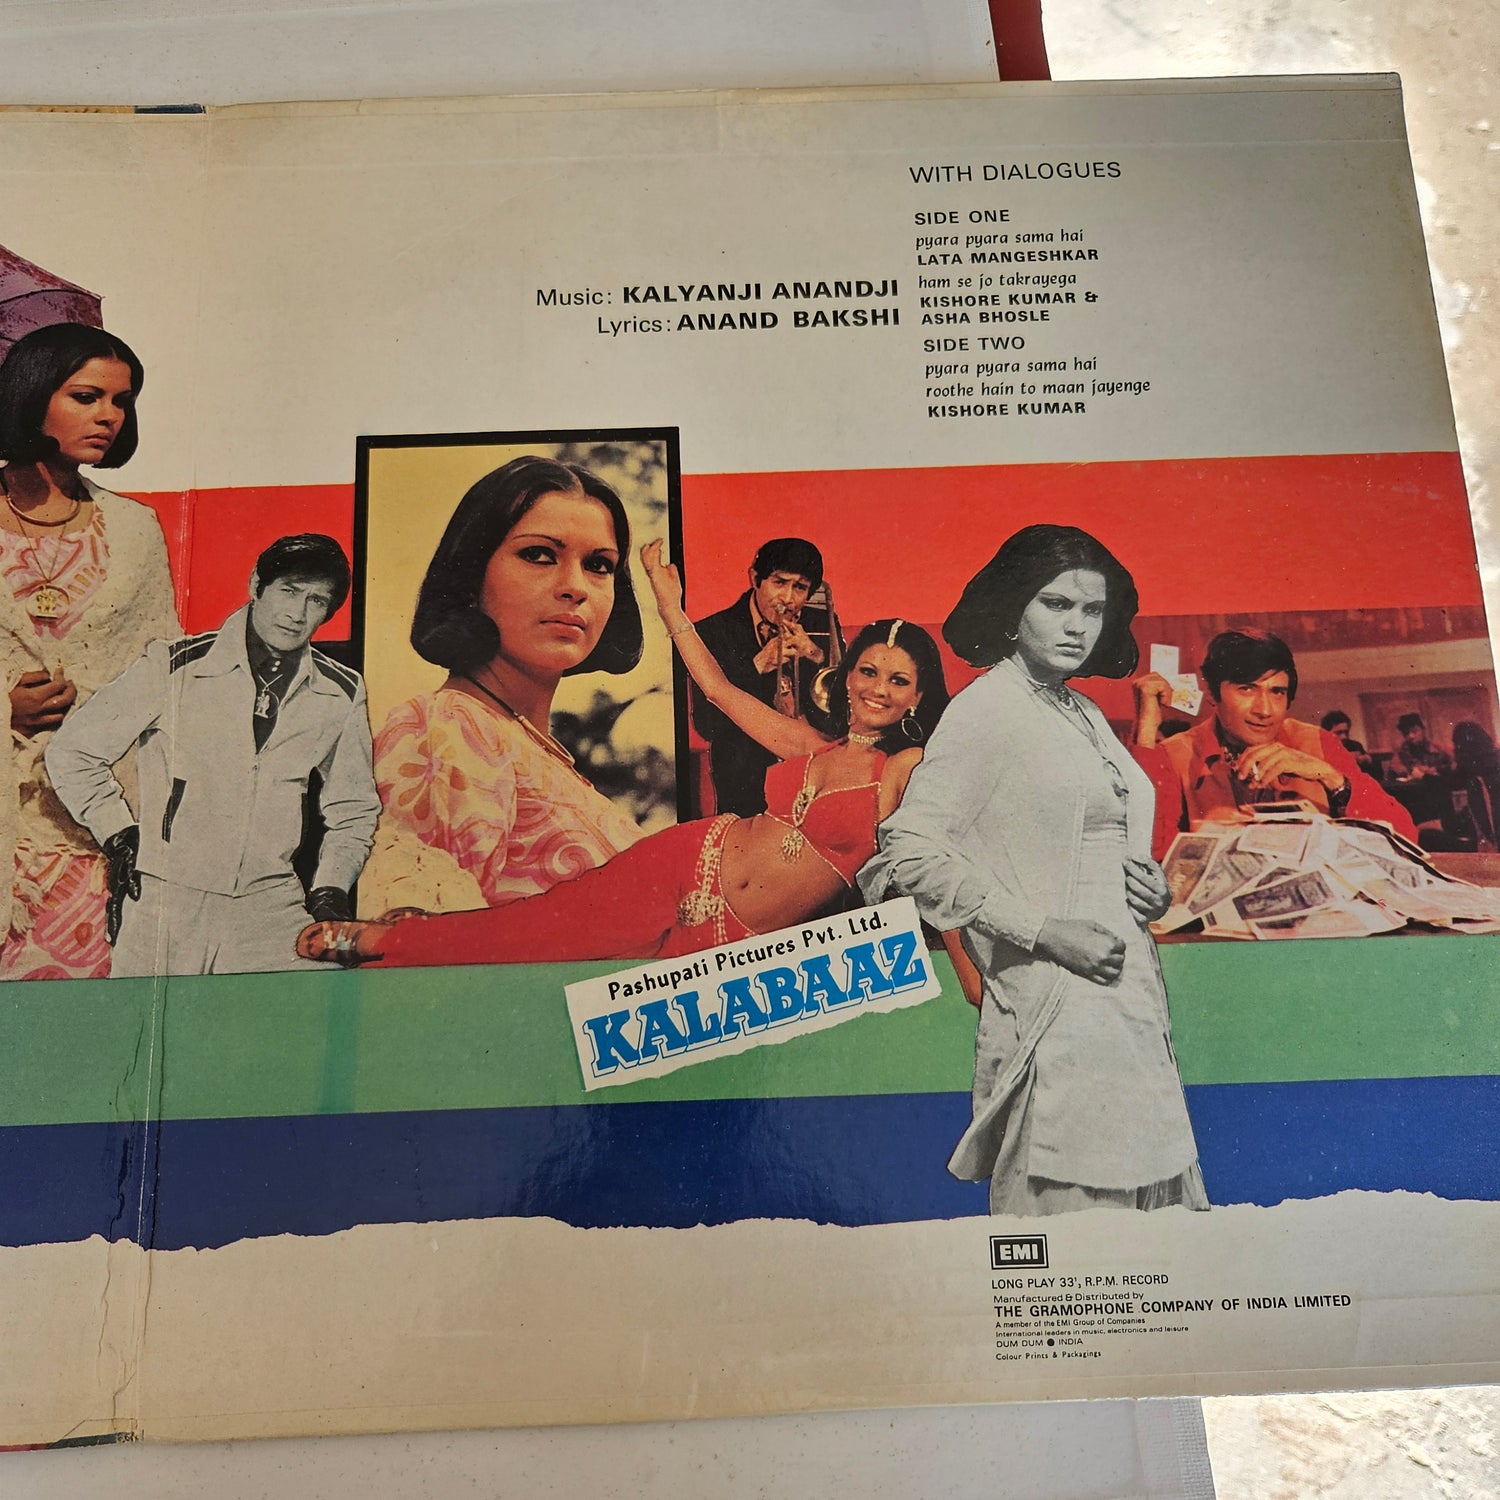 WITH DIALOGUES
SIDE ONE
pyara pyara sama hai
LATA MANGESHKAR
ham se jo takrayega
KISHORE KUMAR &
ASHA BHOSLE
SIDE TWO
pyara pyara sama hai
roothe hain to maan jayenge
KISHORE KUMAR
Music: KALYANJI ANANDJI
Lyrics: ANAND BAKSHI
Pashupati Pictures Pvt. Ltd.
KALABAAZ
EMI
LONG PLAY 33⅓ R.P.M. RECORD
Manufactured & Distributed by
THE GRAMOPHONE COMPANY OF INDIA LIMITED
A member of the EMI Group of Companies
International leaders in music, electronics and leisure
DUM DUM ● INDIA
Colour Prints & Packagings